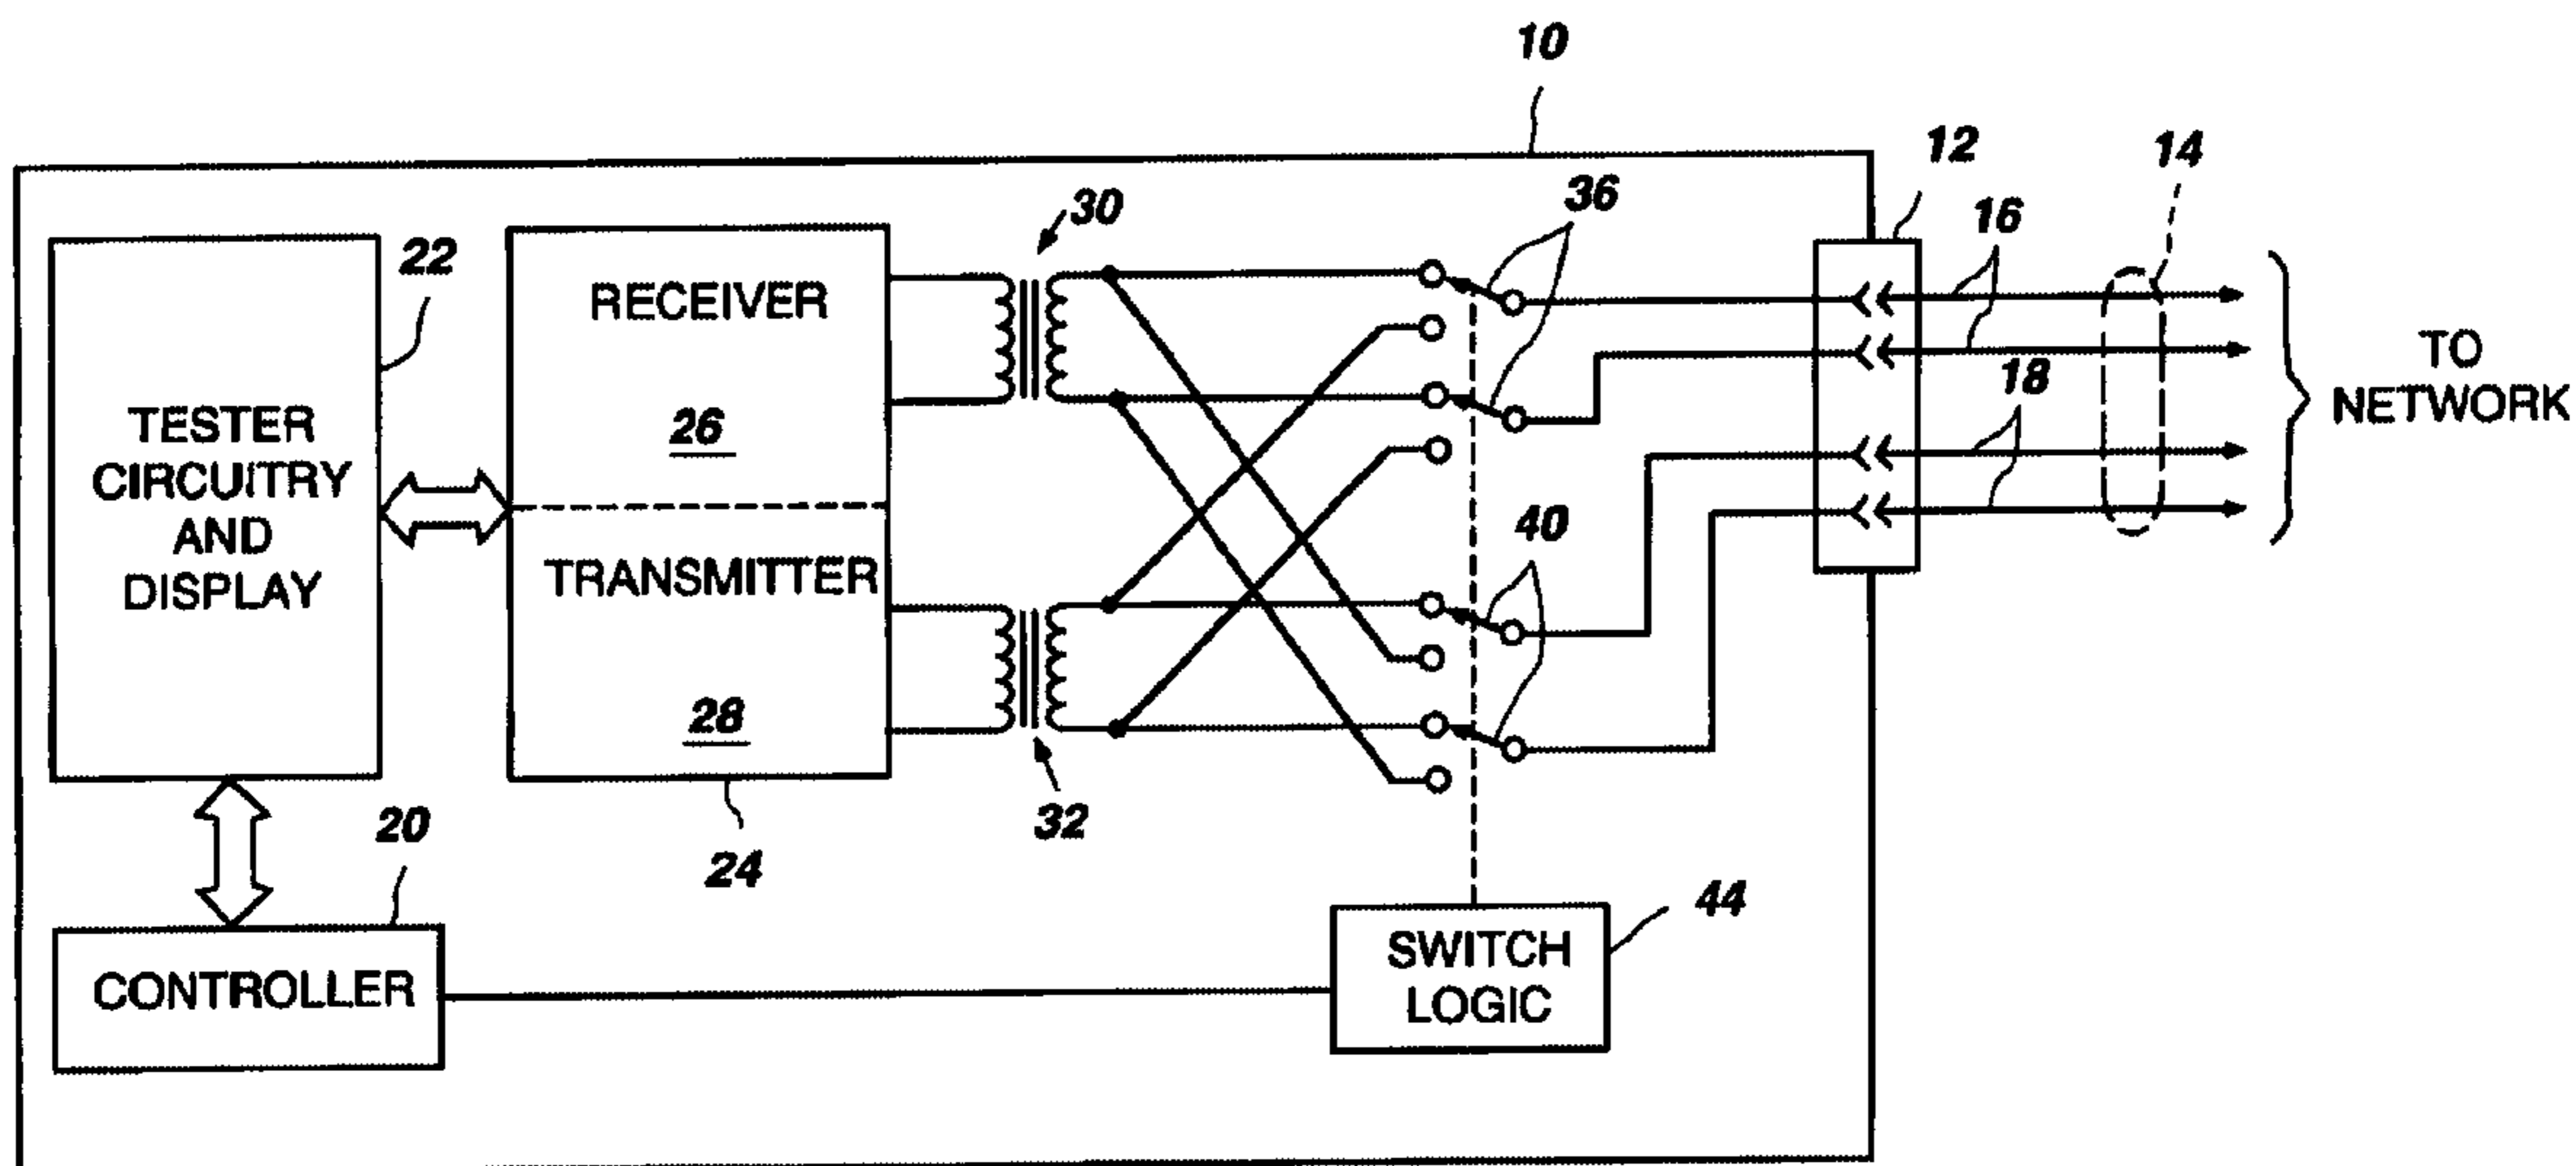 10
12
14
36
16
30
22
RECEIVER
TO
NETWORK
18
TESTER
CIRCUITRY
AND
DISPLAY
26
40
TRANSMITTER
28
20
32
24
44
SWITCH
LOGIC
CONTROLLER